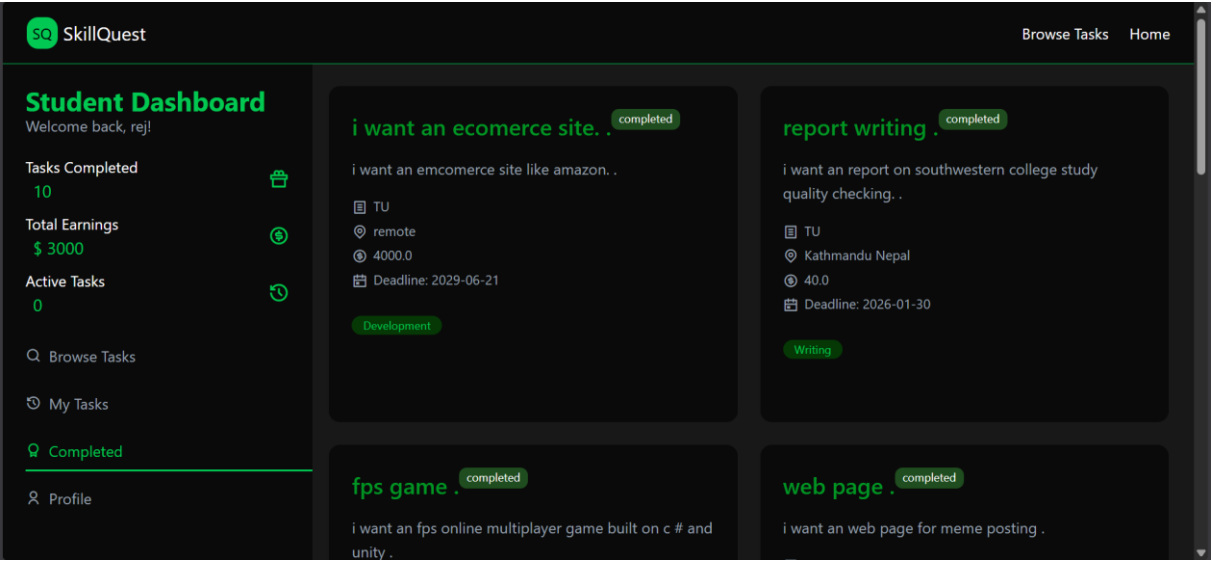 SQ SkillQuest
Browse Tasks Home
Student Dashboard
Welcome back, rej!
Tasks Completed
10
Total Earnings
$ 3000
Active Tasks
0
Browse Tasks
My Tasks
Completed
Profile
i want an ecomerce site. . completed
i want an emcomerce site like amazon. .
TU
remote
4000.0
Deadline: 2029-06-21
Development
report writing . completed
i want an report on southwestern college study
quality checking. .
TU
Kathmandu Nepal
40.0
Deadline: 2026-01-30
Writing
fps game . completed
i want an fps online multiplayer game built on c # and
unity .
web page . completed
i want an web page for meme posting .